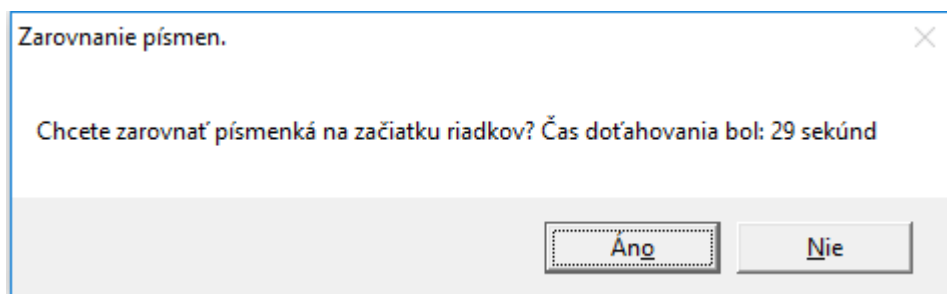 Zarovnanie písmen.
Chcete zarovnať písmenká na začiatku riadkov? Čas doťahovania bol: 29 sekúnd
Áno
Nie